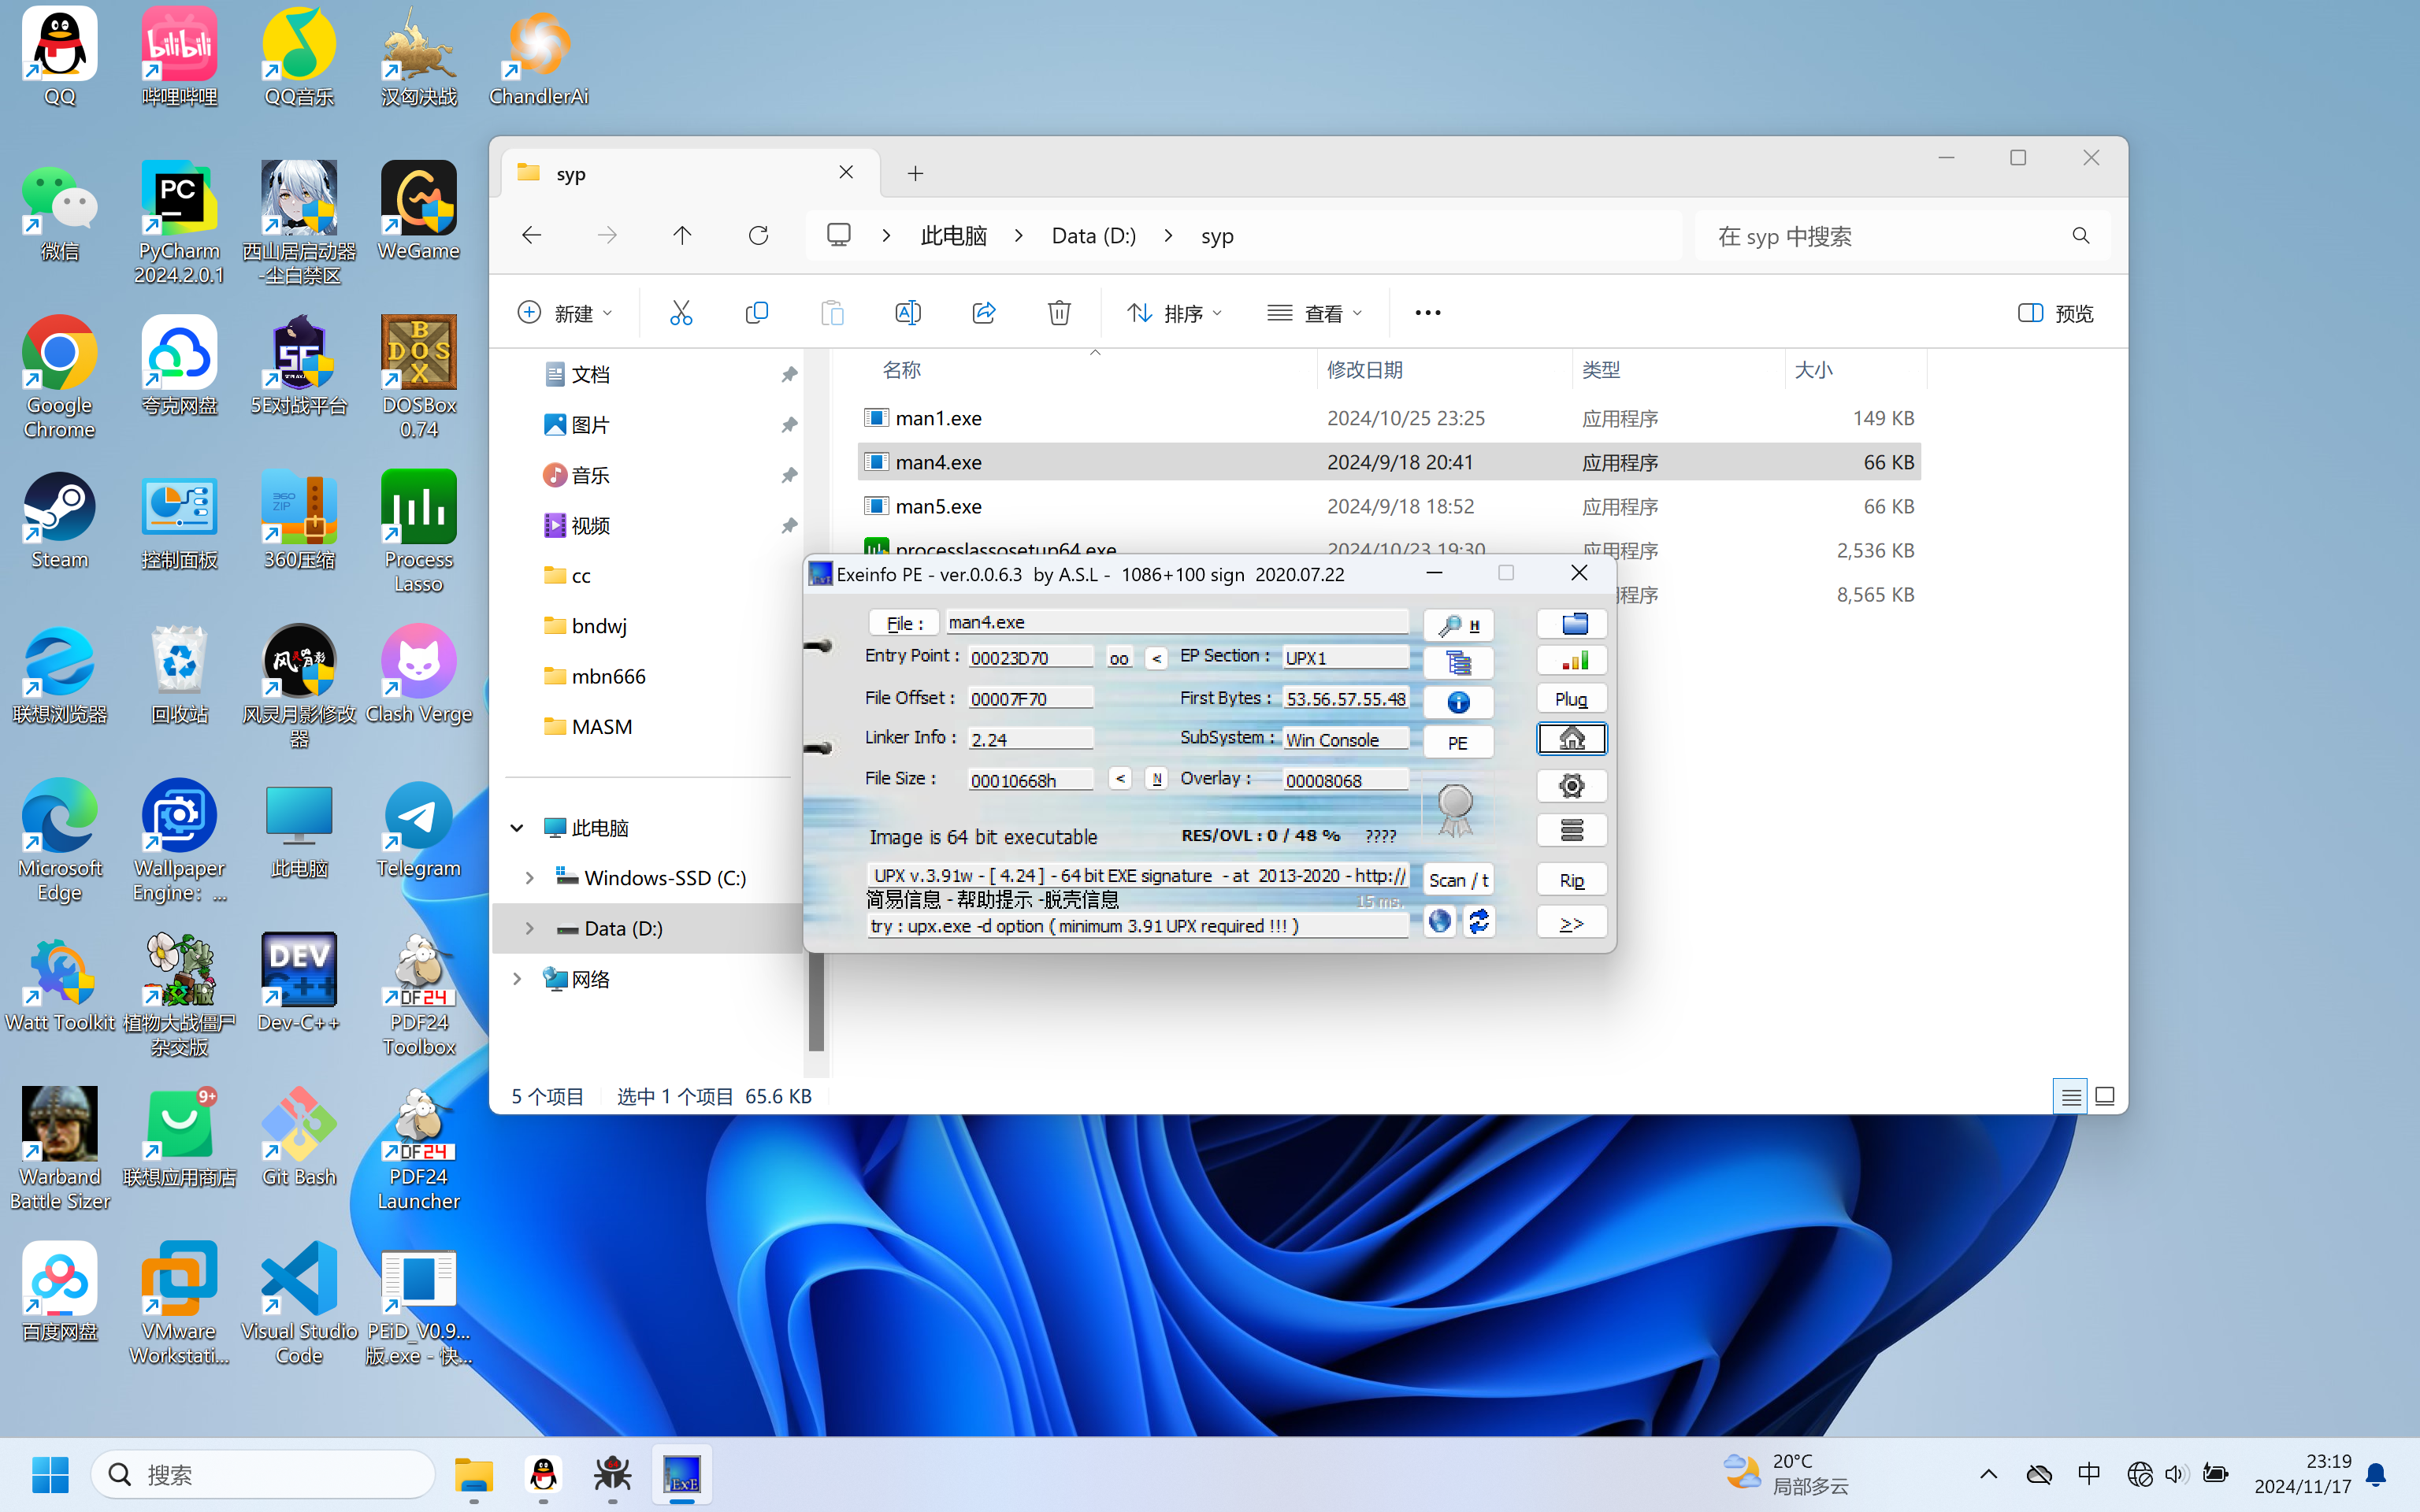 QQ
哔哩哔哩
QQ音乐
汉匈决战
ChandlerAi
微信
PyCharm
2024.2.0.1
西山居启动器
-尘白禁区
WeGame
Google
Chrome
夸克网盘
5E对战平台
DOSBox
0.74
Steam
控制面板
360压缩
Process
Lasso
联想浏览器
回收站
风灵月影修改
器
Clash Verge
Microsoft
Edge
Wallpaper
Engine：...
此电脑
Telegram
Watt Toolkit
植物大战僵尸
杂交版
Dev-C++
PDF24
Toolbox
Warband
Battle Sizer
联想应用商店
Git Bash
PDF24
Launcher
百度网盘
VMware
Workstati...
Visual Studio
Code
PEiD_V0.9...
版.exe - 快...
syp
此电脑 > Data (D:) > syp
在 syp 中搜索
新建
排序
查看
预览
文档
图片
音乐
视频
cc
bndwj
mbn666
MASM
此电脑
Windows-SSD (C:)
Data (D:)
网络
名称 修改日期 类型 大小
man1.exe 2024/10/25 23:25 应用程序 149 KB
man4.exe 2024/9/18 20:41 应用程序 66 KB
man5.exe 2024/9/18 18:52 应用程序 66 KB
processlassosetup64.exe 2024/10/23 19:30 应用程序 2,536 KB
程序 8,565 KB
Exeinfo PE - ver.0.0.6.3 by A.S.L - 1086+100 sign 2020.07.22
File : man4.exe H
Entry Point : 00023D70 oo < EP Section : UPX1
File Offset : 00007F70 First Bytes : 53.56.57.55.48 Plug
Linker Info : 2.24 SubSystem : Win Console PE
File Size : 00010668h < N Overlay : 00008068
Image is 64 bit executable RES/OVL : 0 / 48 % ????
UPX v.3.91w - [ 4.24 ] - 64 bit EXE signature - at 2013-2020 - http:// Scan / t Rip
简易信息 - 帮助提示 -脱壳信息 15 ms.
try : upx.exe -d option ( minimum 3.91 UPX required !!! ) >>
5 个项目 选中 1 个项目 65.6 KB
搜索
20°C
局部多云
中
23:19
2024/11/17